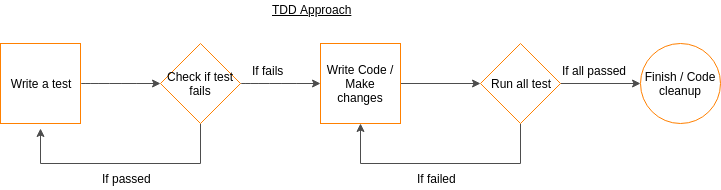 TDD Approach
Write a test
Check if test
fails
If fails
Write Code /
Make
changes
Run all test
If all passed
Finish / Code
cleanup
If passed
If failed